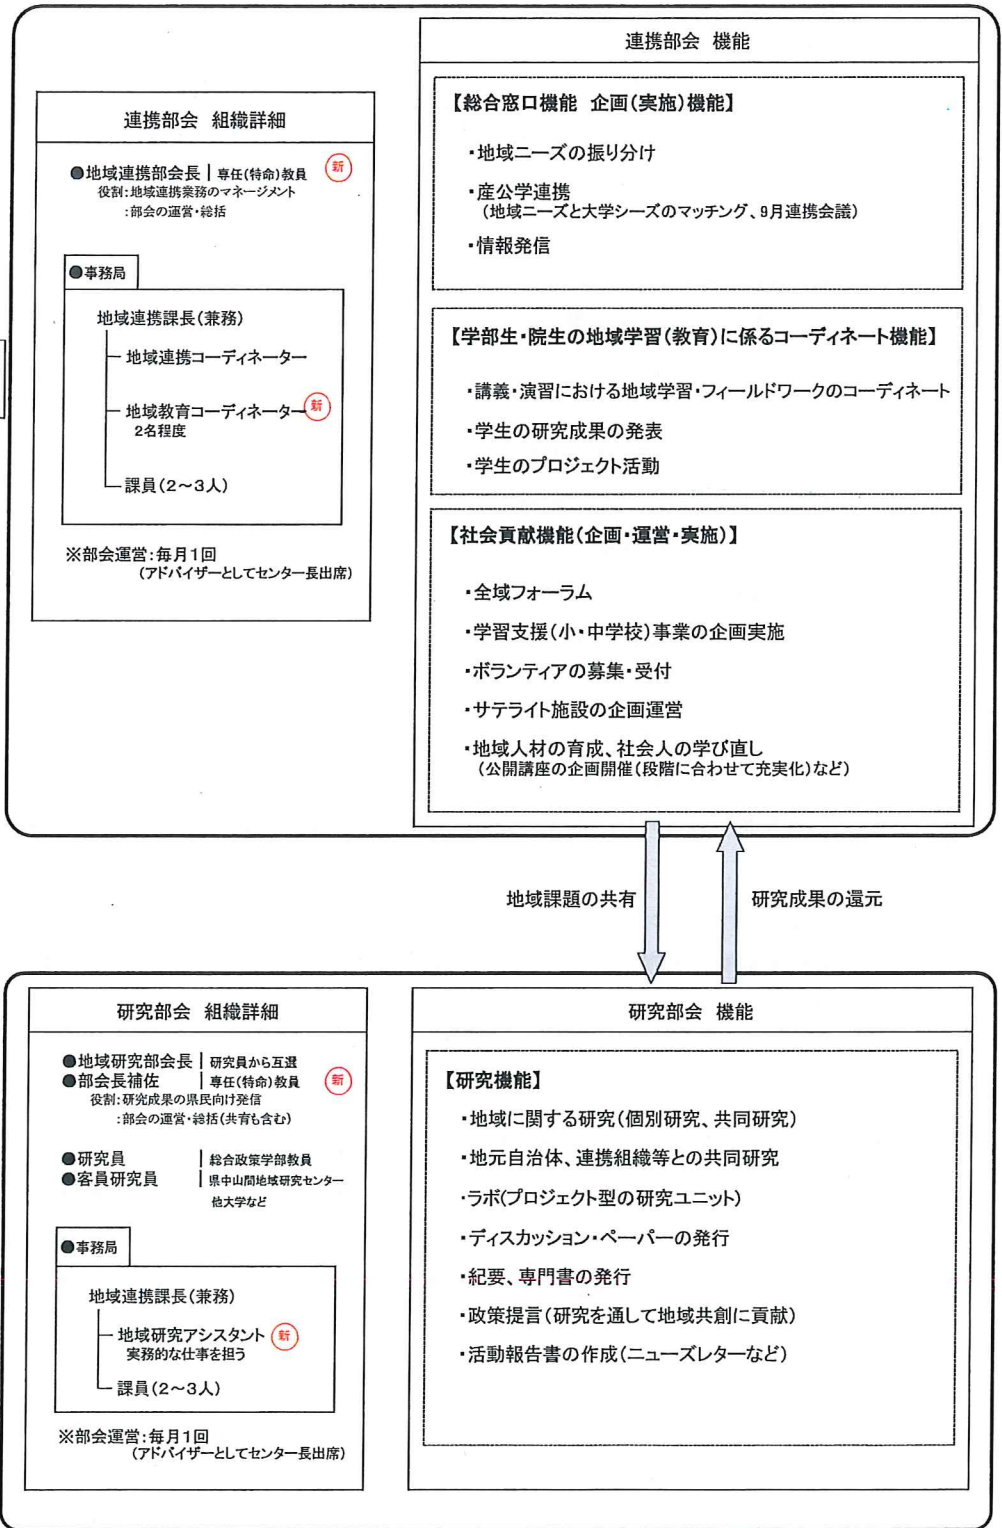 連携部会 組織詳細
●地域連携部会長 | 専任(特命)教員 新
役割:地域連携業務のマネージメント
:部会の運営・総括
●事務局
地域連携課長(兼務)
地域連携コーディネーター
地域教育コーディネーター 新
2名程度
課員(2~3人)
※部会運営:毎月1回
(アドバイザーとしてセンター長出席)
連携部会 機能
【総合窓口機能 企画(実施)機能】
・地域ニーズの振り分け
・産公学連携
(地域ニーズと大学シーズのマッチング、9月連携会議)
・情報発信
【学部生・院生の地域学習(教育)に係るコーディネート機能】
・講義・演習における地域学習・フィールドワークのコーディネート
・学生の研究成果の発表
・学生のプロジェクト活動
【社会貢献機能(企画・運営・実施)】
・全域フォーラム
・学習支援(小・中学校)事業の企画実施
・ボランティアの募集・受付
・サテライト施設の企画運営
・地域人材の育成、社会人の学び直し
(公開講座の企画開催(段階に合わせて充実化)など)
地域課題の共有
研究成果の還元
研究部会 組織詳細
●地域研究部会長 | 研究員から互選
●部会長補佐 | 専任(特命)教員 新
役割:研究成果の県民向け発信
:部会の運営・総括(共有も含む)
●研究員 | 総合政策学部教員
●客員研究員 | 県中山間地域研究センター
他大学など
●事務局
地域連携課長(兼務)
地域研究アシスタント 新
実務的な仕事を担う
課員(2~3人)
※部会運営:毎月1回
(アドバイザーとしてセンター長出席)
研究部会 機能
【研究機能】
・地域に関する研究(個別研究、共同研究)
・地元自治体、連携組織等との共同研究
・ラボ(プロジェクト型の研究ユニット)
・ディスカッション・ペーパーの発行
・紀要、専門書の発行
・政策提言(研究を通して地域共創に貢献)
・活動報告書の作成(ニューズレターなど)